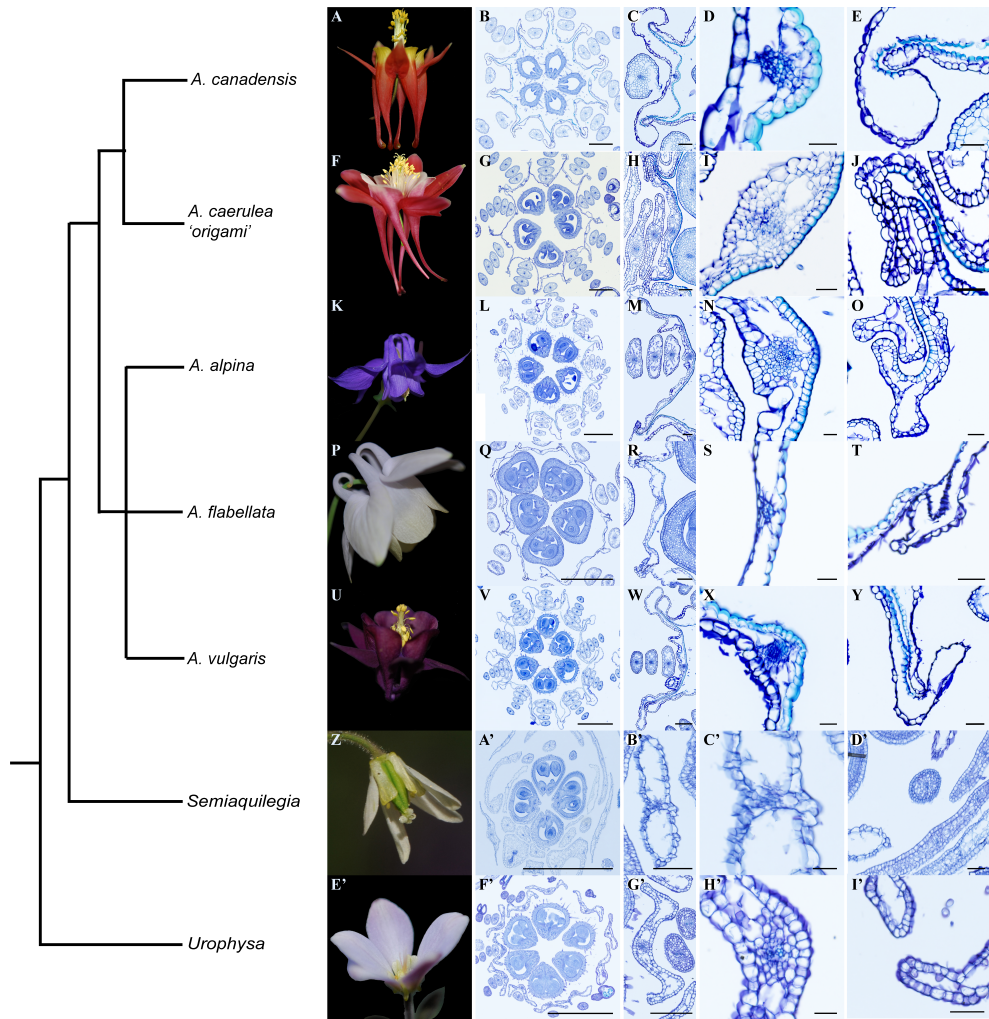 A B C D E
A. canadensis
F G H I J
A. caerulea
'origami'
K L M N O
A. alpina
P Q R S T
A. flabellata
U V W X Y
A. vulgaris
Z A' B' C' D'
Semiaquilegia
E' F' G' H' I'
Urophysa